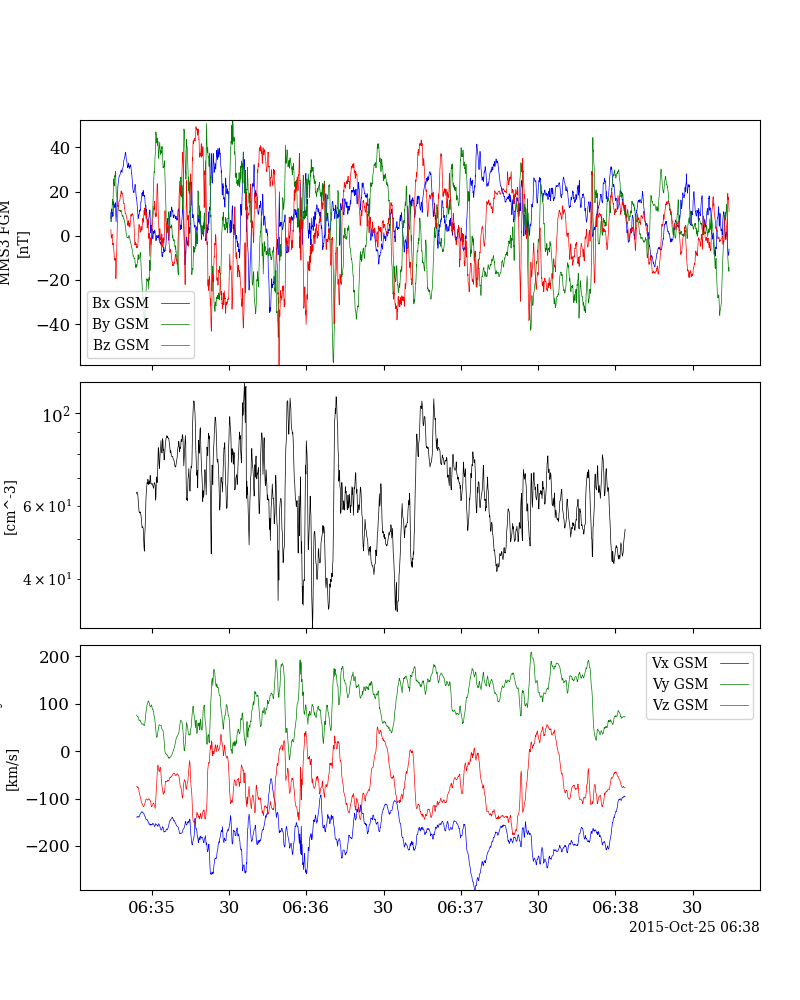 MMS3 FGM
[nT]
40
20
0
−20
−40
Bx GSM
By GSM
Bz GSM
[cm^-3]
10²
6 × 10¹
4 × 10¹
[km/s]
200
100
0
−100
−200
Vx GSM
Vy GSM
Vz GSM
06:35
30
06:36
30
06:37
30
06:38
30
2015-Oct-25 06:38